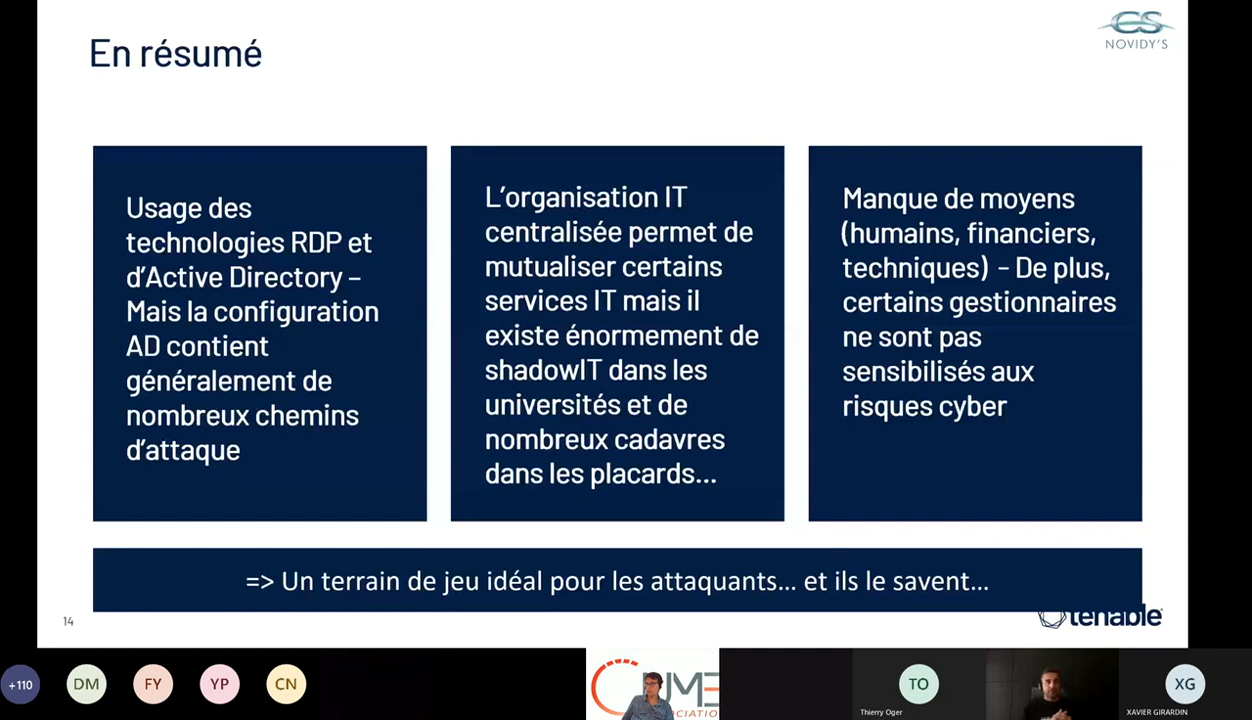 En résumé
CS
NOVIDY'S
Usage des
technologies RDP et
d'Active Directory –
Mais la configuration
AD contient
généralement de
nombreux chemins
d'attaque
L'organisation IT
centralisée permet de
mutualiser certains
services IT mais il
existe énormement de
shadowIT dans les
universités et de
nombreux cadavres
dans les placards...
Manque de moyens
(humains, financiers,
techniques) - De plus,
certains gestionnaires
ne sont pas
sensibilisés aux
risques cyber
=> Un terrain de jeu idéal pour les attaquants... et ils le savent...
14
tenable
+110
DM
FY
YP
CN
TO
Thierry Oger
XG
XAVIER GIRARDIN